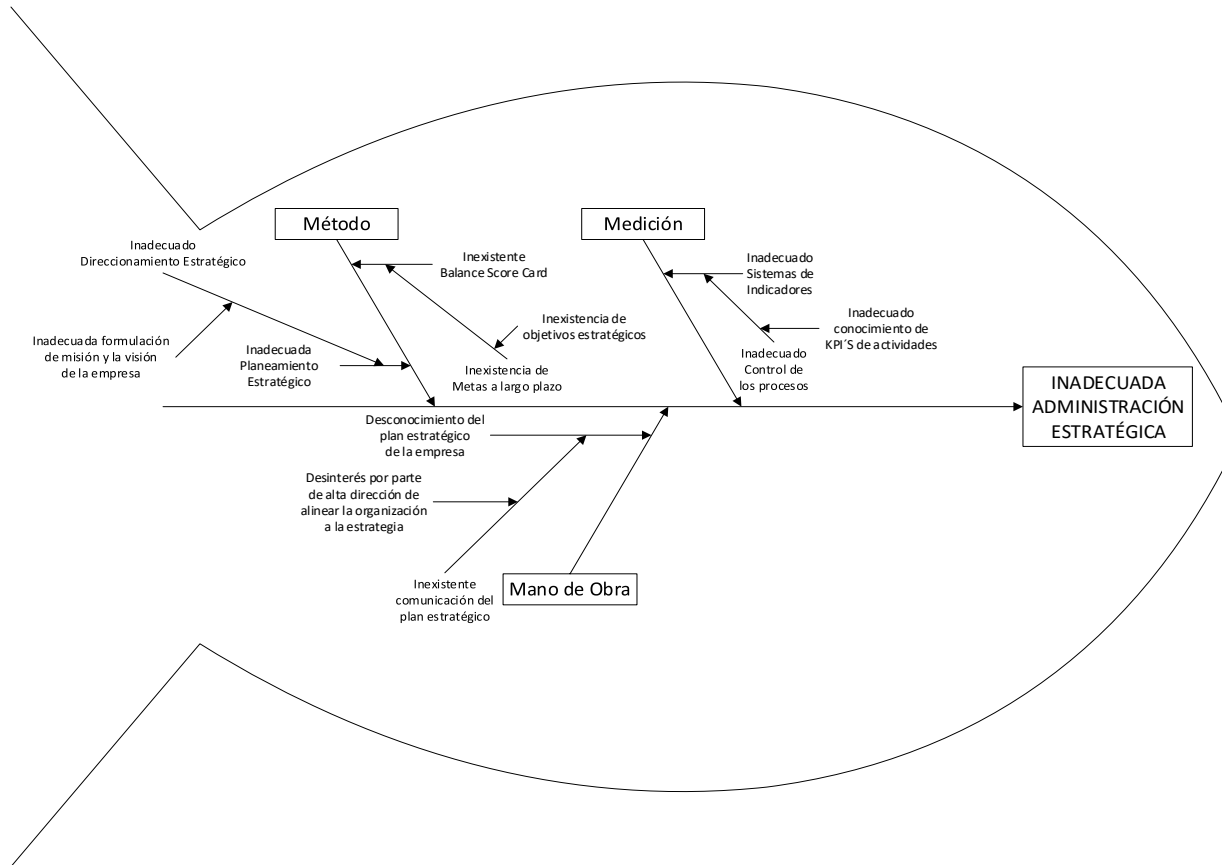 Método
Medición
Inadecuado
Direccionamiento Estratégico
Inexistente
Balance Score Card
Inadecuado
Sistemas de
Indicadores
Inadecuada formulación
de misión y la visión
de la empresa
Inadecuada
Planeamiento
Estratégico
Inexistencia de
objetivos estratégicos
Inexistencia de
Metas a largo plazo
Inadecuado
conocimiento de
KPI´S de actividades
Inadecuado
Control de
los procesos
INADECUADA
ADMINISTRACIÓN
ESTRATÉGICA
Desconocimiento del
plan estratégico
de la empresa
Desinterés por parte
de alta dirección de
alinear la organización
a la estrategia
Inexistente
comunicación del
plan estratégico
Mano de Obra